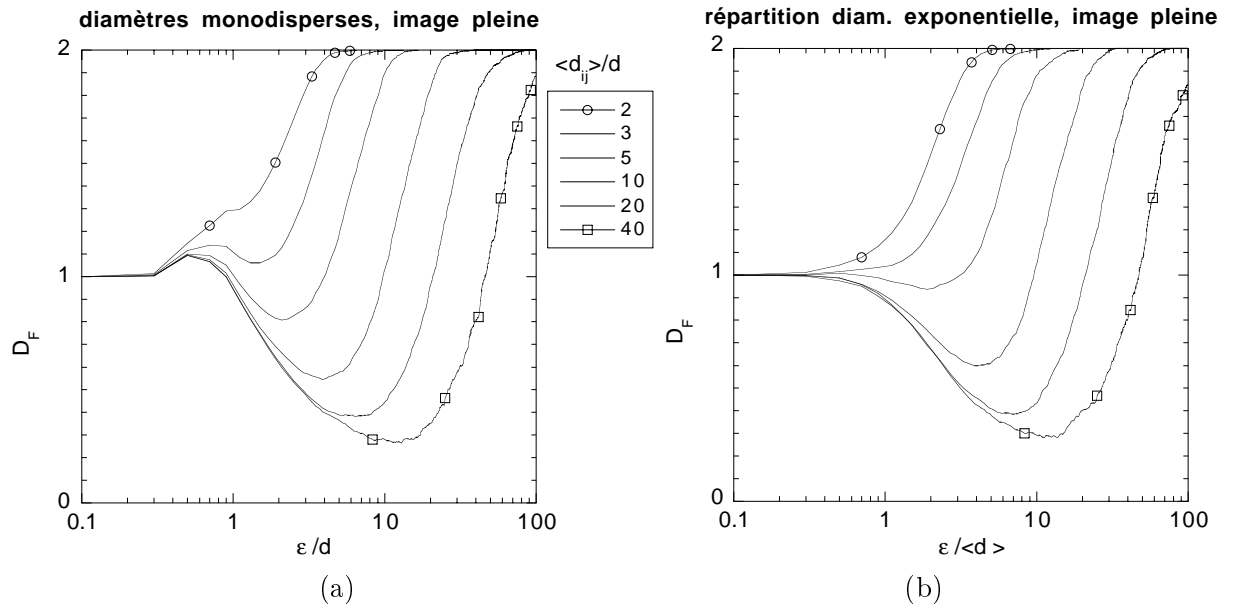 diamètres monodisperses, image pleine
2
1
0
D_F
0.1
1
10
100
ε/d
(a)
<d_ij>/d
2
3
5
10
20
40
répartition diam. exponentielle, image pleine
2
1
0
D_F
0.1
1
10
100
ε/<d >
(b)